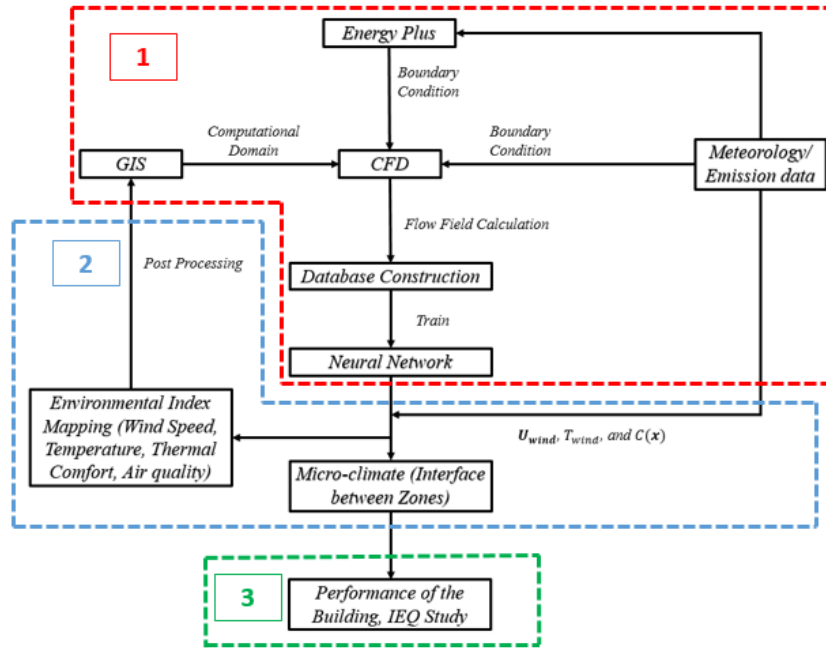 Energy Plus
1
Boundary
Condition
Computational
Domain
Boundary
Condition
GIS
CFD
Meteorology/
Emission data
Flow Field Calculation
2
Post Processing
Database Construction
Train
Neural Network
Environmental Index
Mapping (Wind Speed,
Temperature, Thermal
Comfort, Air quality)
U_wind, T_wind, and C(x)
Micro-climate (Interface
between Zones)
3
Performance of the
Building, IEQ Study